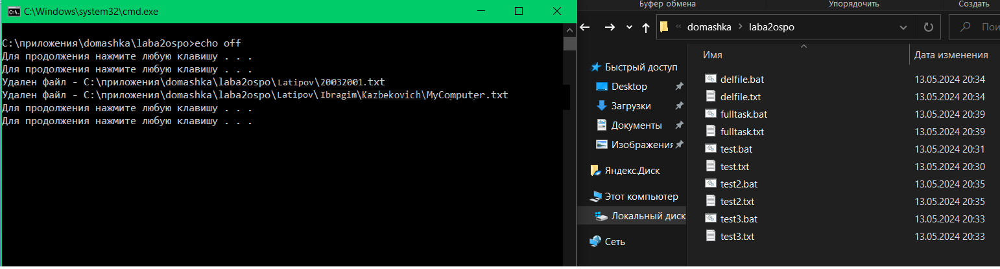 C:\Windows\system32\cmd.exe
C:\приложения\domashka\laba2ospo>echo off
Для продолжения нажмите любую клавишу . . .
Для продолжения нажмите любую клавишу . . .
Удален файл - C:\приложения\domashka\laba2ospo\Latipov\20032001.txt
Удален файл - C:\приложения\domashka\laba2ospo\Latipov\Ibragim\Kazbekovich\MyComputer.txt
Для продолжения нажмите любую клавишу . . .
Для продолжения нажмите любую клавишу . . .
Буфер обмена Упорядочить Создать
« domashka > laba2ospo Пои
Быстрый доступ
Desktop
Загрузки
Документы
Изображения
Яндекс.Диск
Этот компьютер
Локальный диск
Сеть
Имя Дата изменения
delfile.bat 13.05.2024 20:34
delfile.txt 13.05.2024 20:34
fulltask.bat 13.05.2024 20:39
fulltask.txt 13.05.2024 20:39
test.bat 13.05.2024 20:31
test.txt 13.05.2024 20:30
test2.bat 13.05.2024 20:35
test2.txt 13.05.2024 20:35
test3.bat 13.05.2024 20:33
test3.txt 13.05.2024 20:33